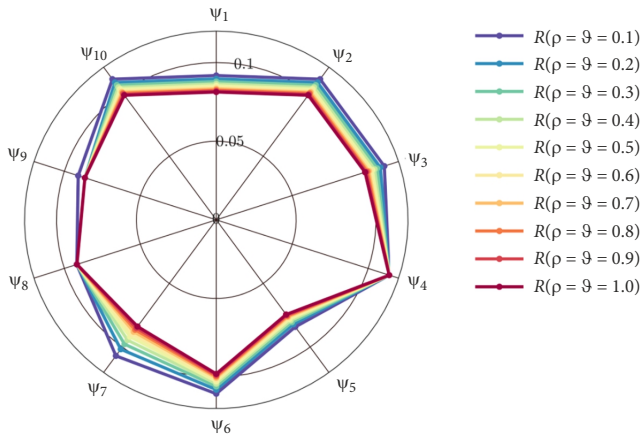 ψ1
ψ2
ψ3
ψ4
ψ5
ψ6
ψ7
ψ8
ψ9
ψ10
0.1
0.05
0
R(ρ = ϑ = 0.1)
R(ρ = ϑ = 0.2)
R(ρ = ϑ = 0.3)
R(ρ = ϑ = 0.4)
R(ρ = ϑ = 0.5)
R(ρ = ϑ = 0.6)
R(ρ = ϑ = 0.7)
R(ρ = ϑ = 0.8)
R(ρ = ϑ = 0.9)
R(ρ = ϑ = 1.0)